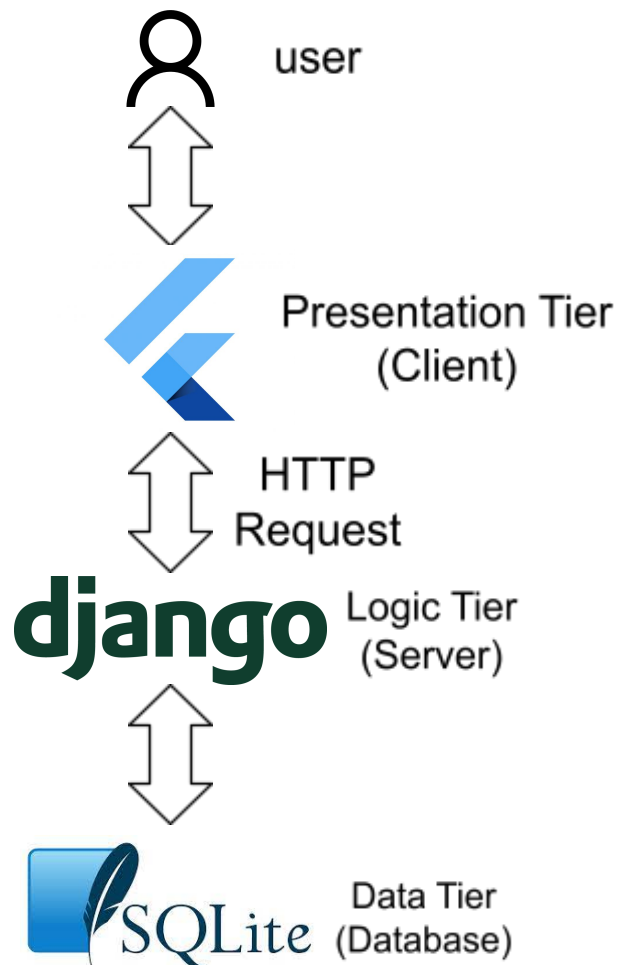 user
Presentation Tier
(Client)
HTTP
Request
django
Logic Tier
(Server)
SQLite
Data Tier
(Database)